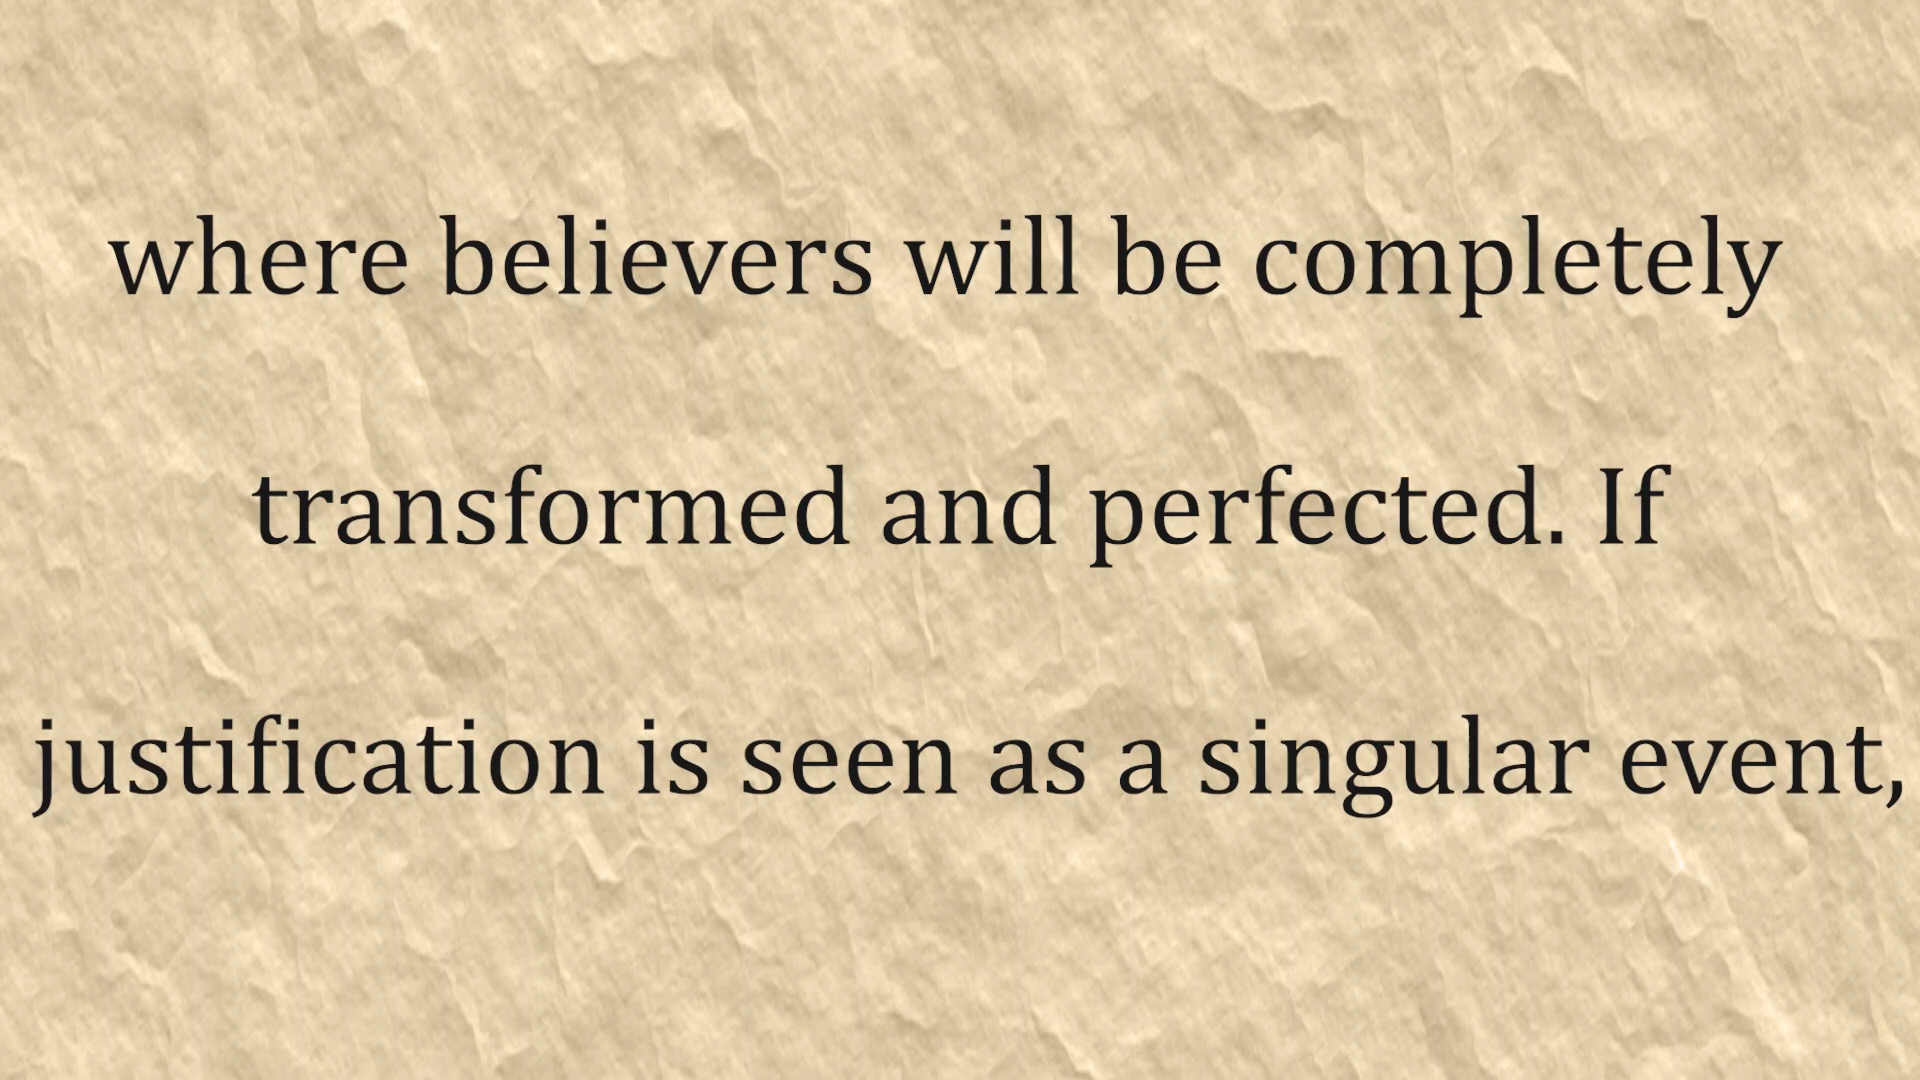 where believers will be completely
transformed and perfected. If
justification is seen as a singular event,